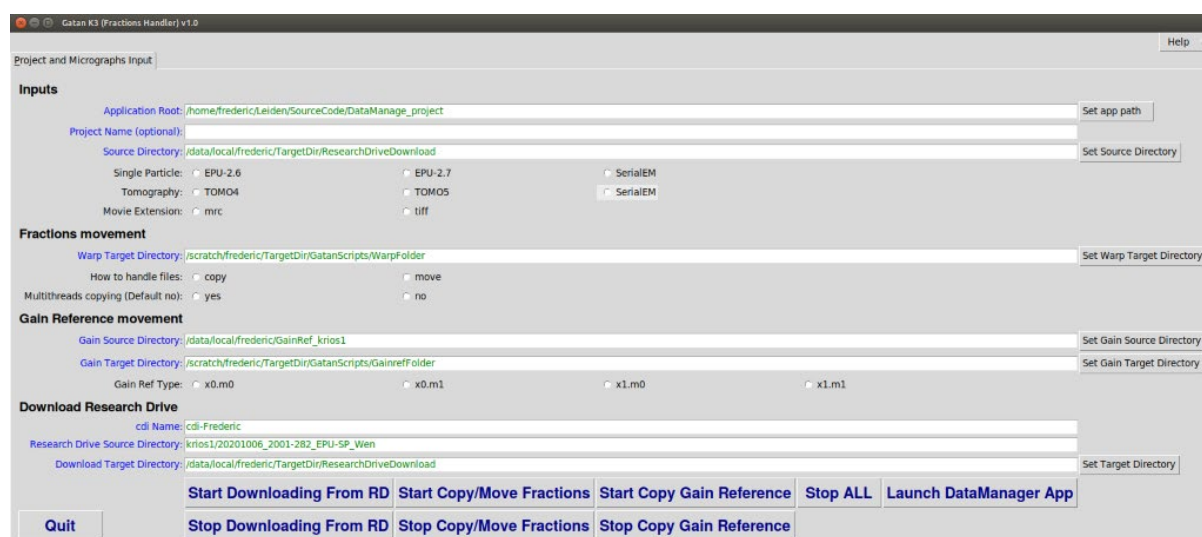 Gatan K3 (Fractions Handler) v1.0
Help
Project and Micrographs Input
Inputs
Application Root: /home/frederic/Leiden/SourceCode/DataManage_project Set app path
Project Name (optional):
Source Directory: /data/local/frederic/TargetDir/ResearchDriveDownload Set Source Directory
Single Particle: EPU-2.6 EPU-2.7 SerialEM
Tomography: TOMO4 TOMO5 SerialEM
Movie Extension: mrc tiff
Fractions movement
Warp Target Directory: /scratch/frederic/TargetDir/GatanScripts/WarpFolder Set Warp Target Directory
How to handle files: copy move
Multithreads copying (Default no): yes no
Gain Reference movement
Gain Source Directory: /data/local/frederic/GainRef_krios1 Set Gain Source Directory
Gain Target Directory: /scratch/frederic/TargetDir/GatanScripts/GainrefFolder Set Gain Target Directory
Gain Ref Type: x0.m0 x0.m1 x1.m0 x1.m1
Download Research Drive
cdi Name: cdi-Frederic
Research Drive Source Directory: krios1/20201006_2001-282_EPU-SP_Wen
Download Target Directory: /data/local/frederic/TargetDir/ResearchDriveDownload Set Target Directory
Start Downloading From RD Start Copy/Move Fractions Start Copy Gain Reference Stop ALL Launch DataManager App
Quit Stop Downloading From RD Stop Copy/Move Fractions Stop Copy Gain Reference